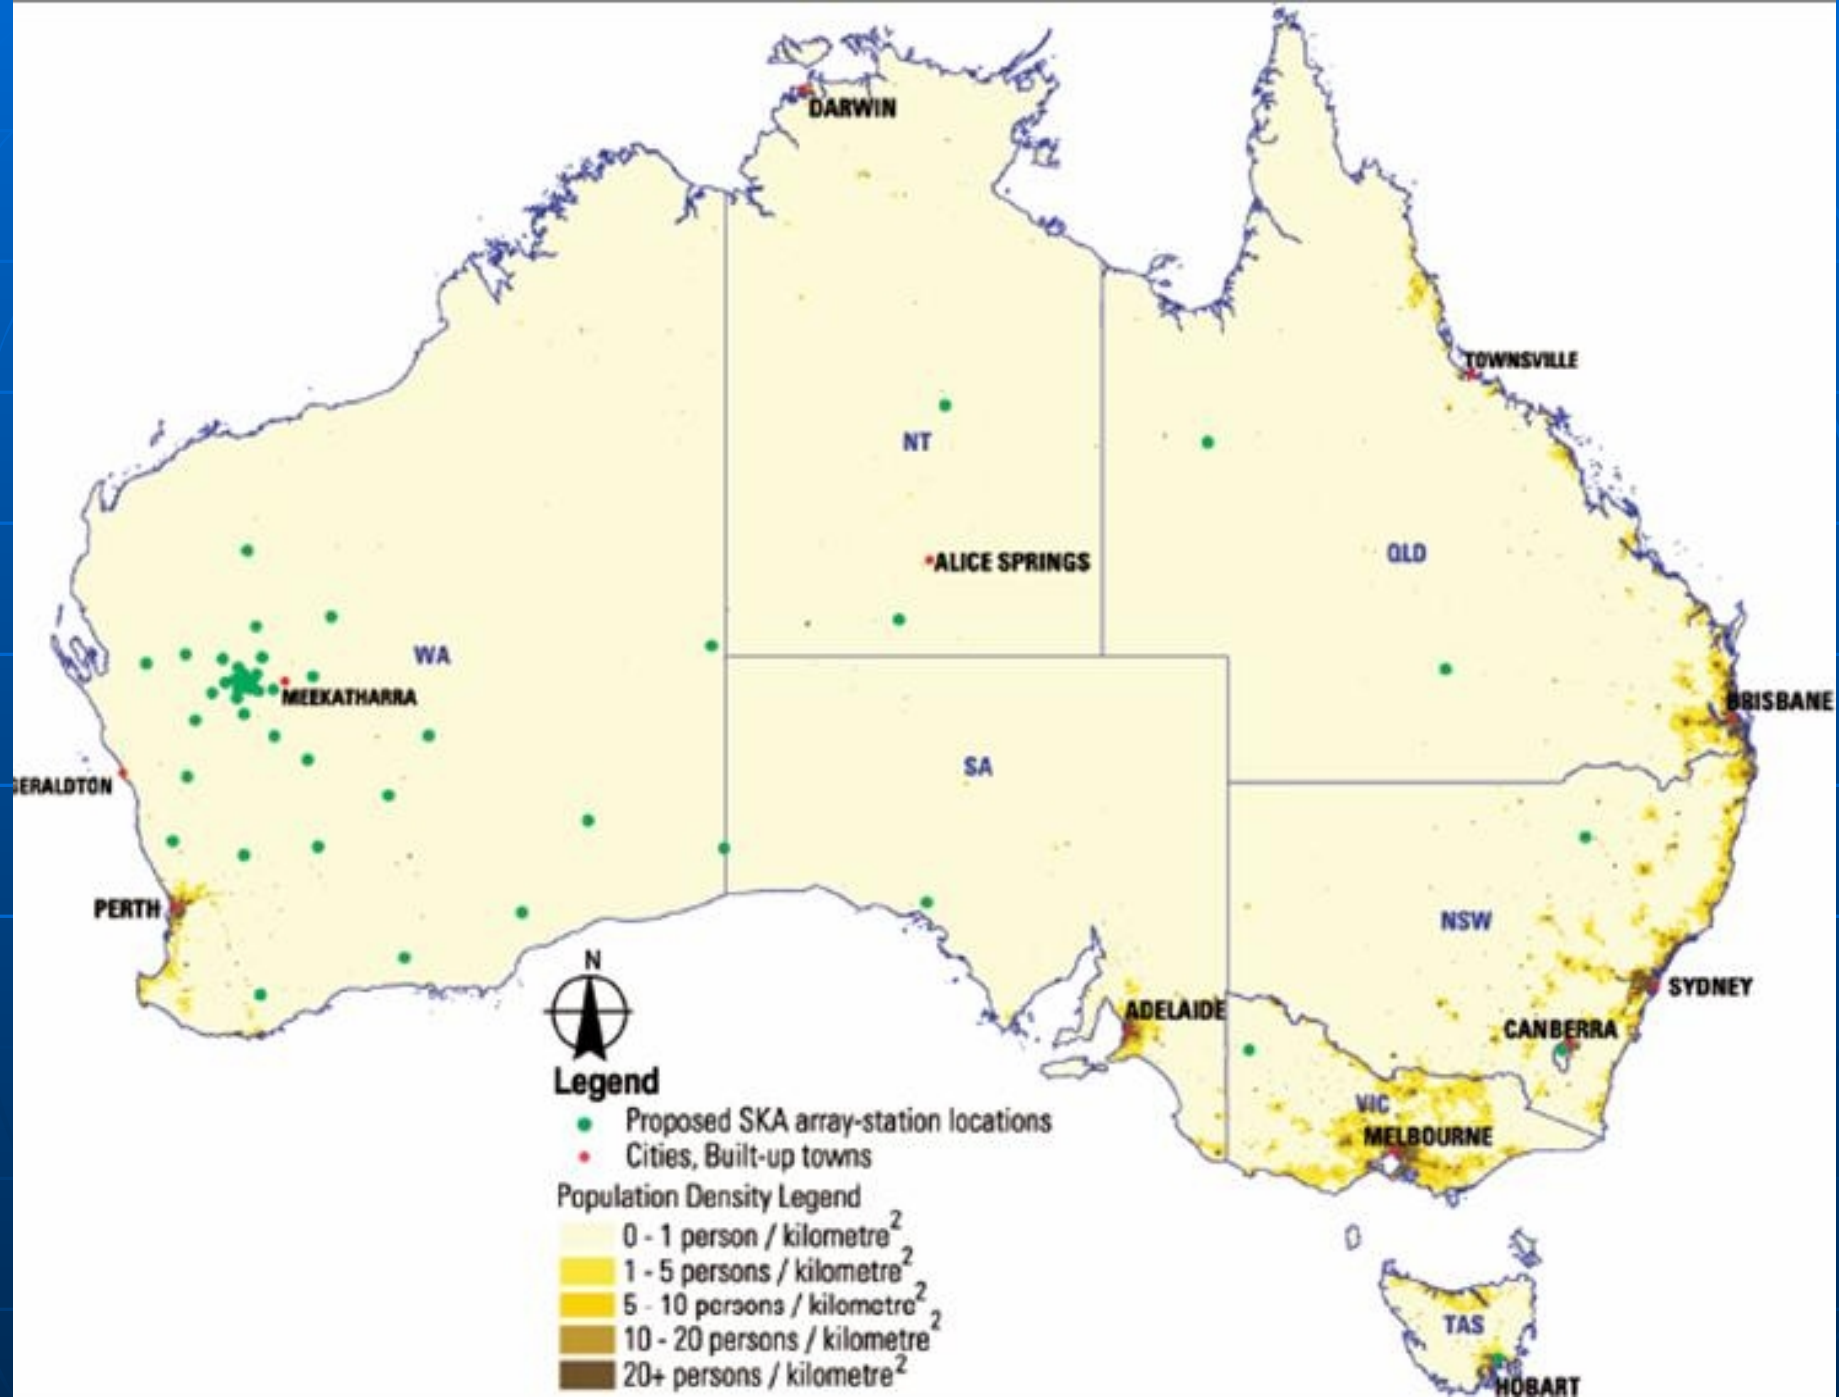 DARWIN
TOWNSVILLE
NT
ALICE SPRINGS
QLD
WA
MEEKATHARRA
BRISBANE
SA
GERALDTON
PERTH
NSW
N
SYDNEY
ADELAIDE
CANBERRA
Legend
Proposed SKA array-station locations
Cities, Built-up towns
VIC
MELBOURNE
Population Density Legend
0 - 1 person / kilometre²
1 - 5 persons / kilometre²
5 - 10 persons / kilometre²
10 - 20 persons / kilometre²
20+ persons / kilometre²
TAS
HOBART